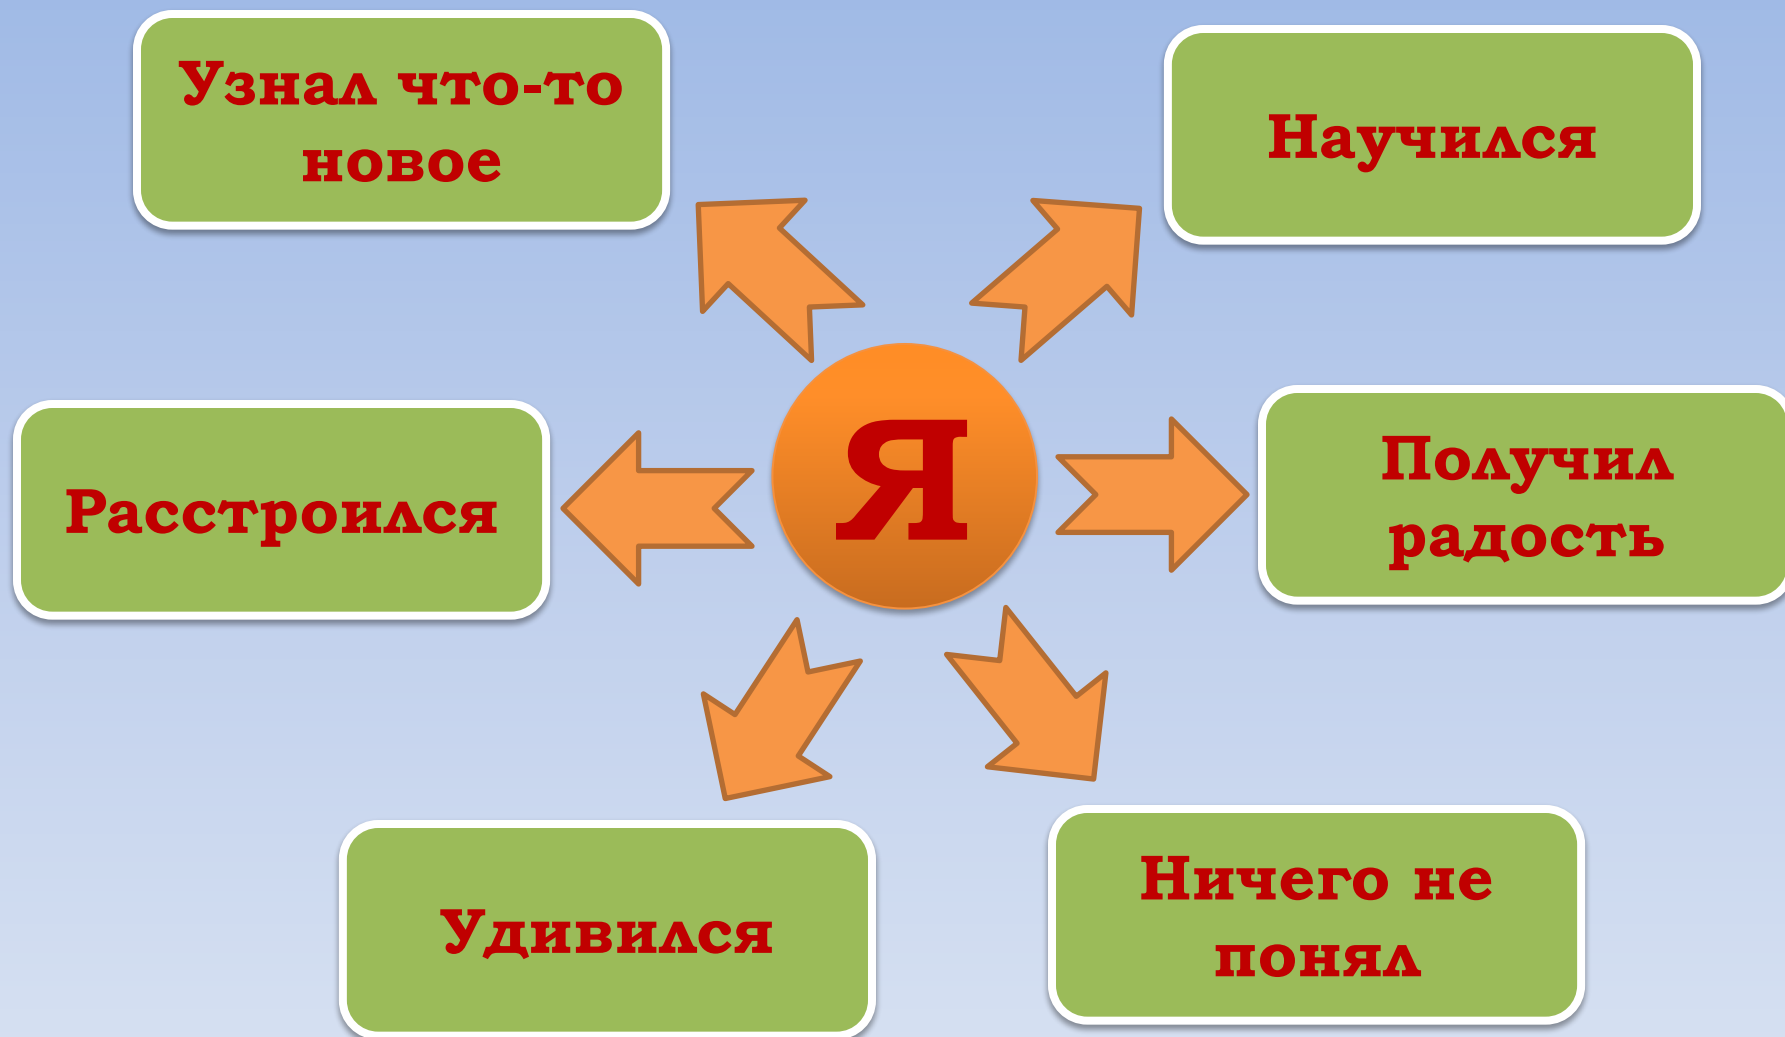 Узнал что-то
новое
Научился
Расстроился
Я
Получил
радость
Удивился
Ничего не
понял